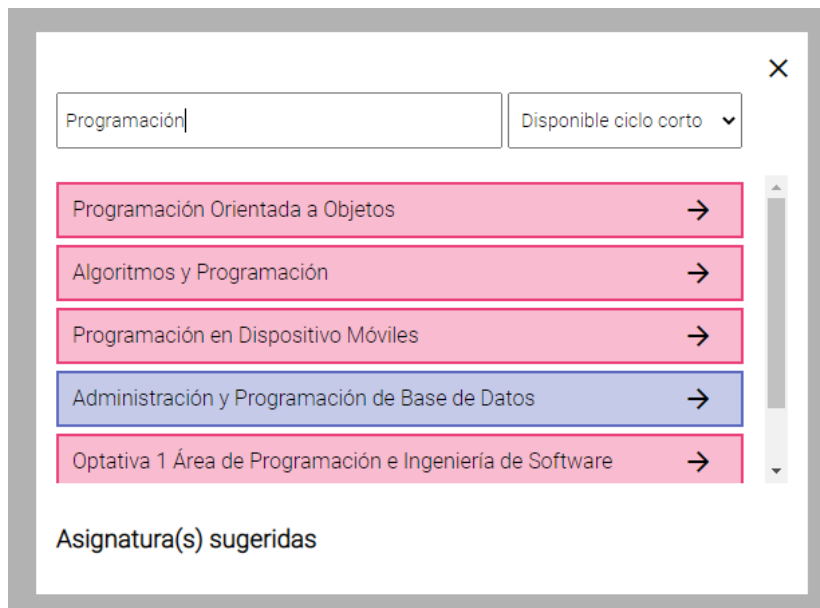 Programación
Disponible ciclo corto
Programación Orientada a Objetos
Algoritmos y Programación
Programación en Dispositivo Móviles
Administración y Programación de Base de Datos
Optativa 1 Área de Programación e Ingeniería de Software
Asignatura(s) sugeridas